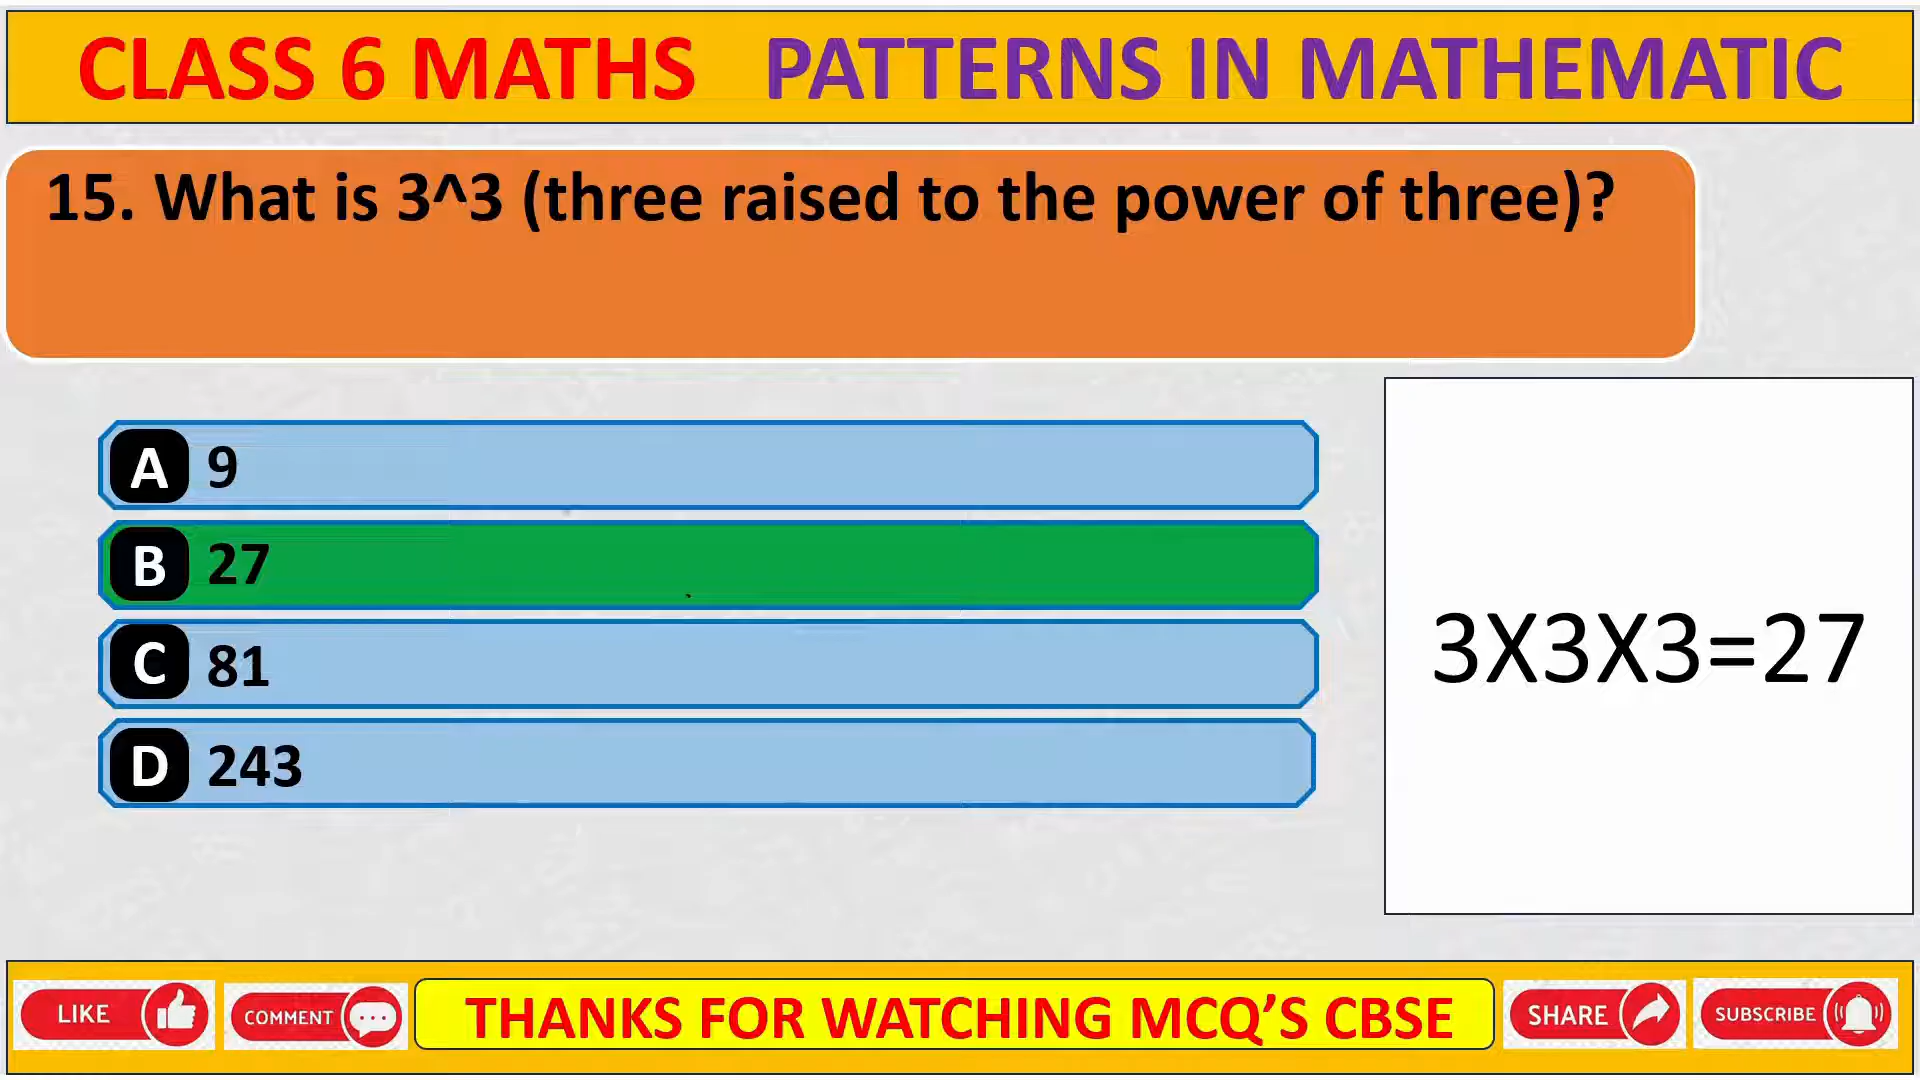 CLASS 6 MATHS PATTERNS IN MATHEMATIC
15. What is 3^3 (three raised to the power of three)?
A 9
B 27
C 81
D 243
3X3X3=27
LIKE COMMENT THANKS FOR WATCHING MCQ’S CBSE SHARE SUBSCRIBE